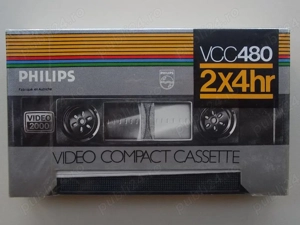 VCC480
PHILIPS
2x4hr
VIDEO
2000
VIDEO COMPACT CASSETTE